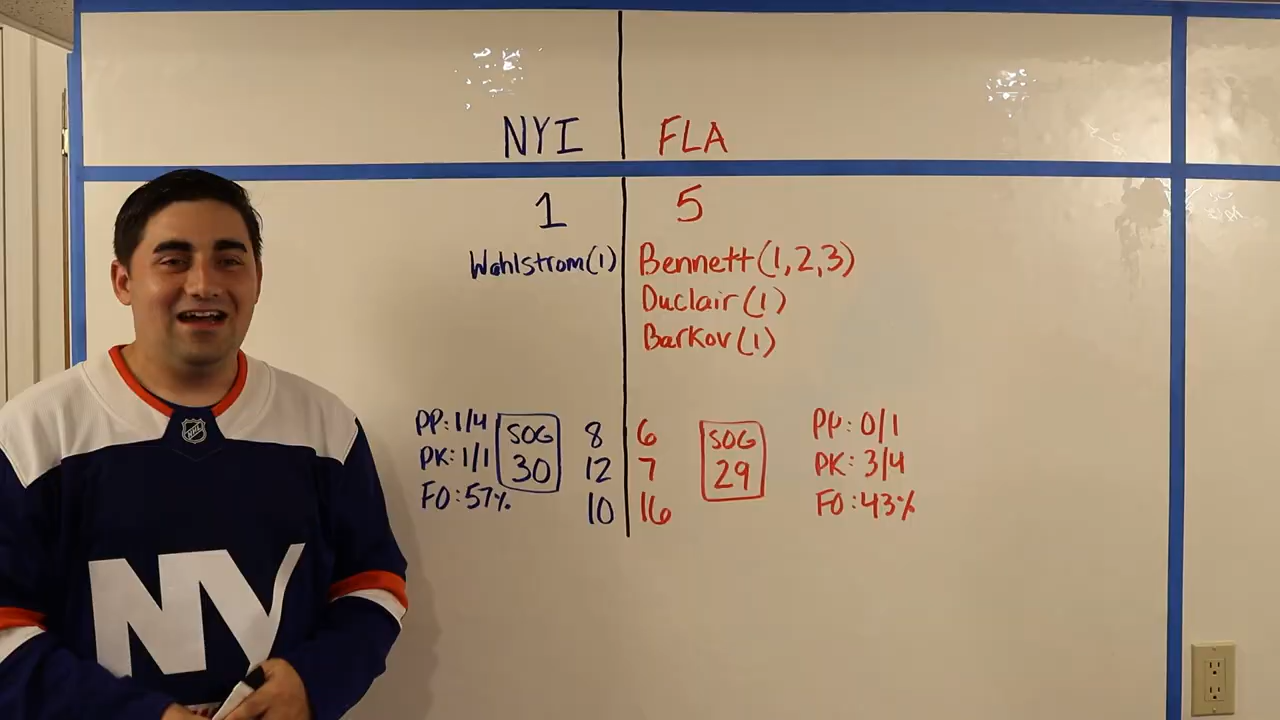 NYI FLA
1 5
Wahlstrom(1) Bennett(1,2,3)
Duclair(1)
Barkov(1)
PP: 1/4 SOG 8 6 SOG PP: 0/1
PK: 1/1 30 12 7 29 PK: 3/4
FO: 57% 10 16 FO: 43%
NHL
NY